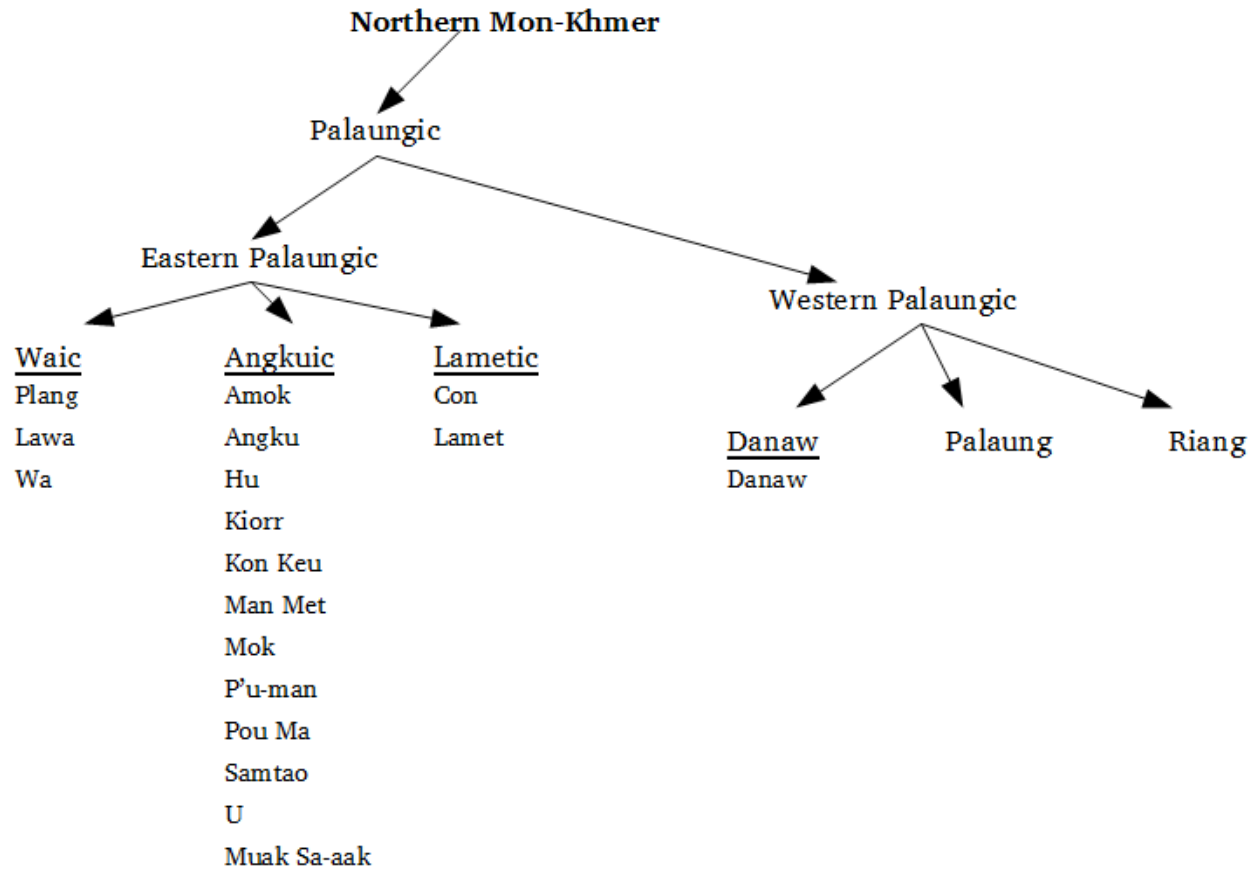 Northern Mon-Khmer
Palaungic
Eastern Palaungic
Western Palaungic
Waic
Plang
Lawa
Wa
Angkuic
Amok
Angku
Hu
Kiorr
Kon Keu
Man Met
Mok
P’u-man
Pou Ma
Samtao
U
Muak Sa-aak
Lametic
Con
Lamet
Danaw
Danaw
Palaung
Riang